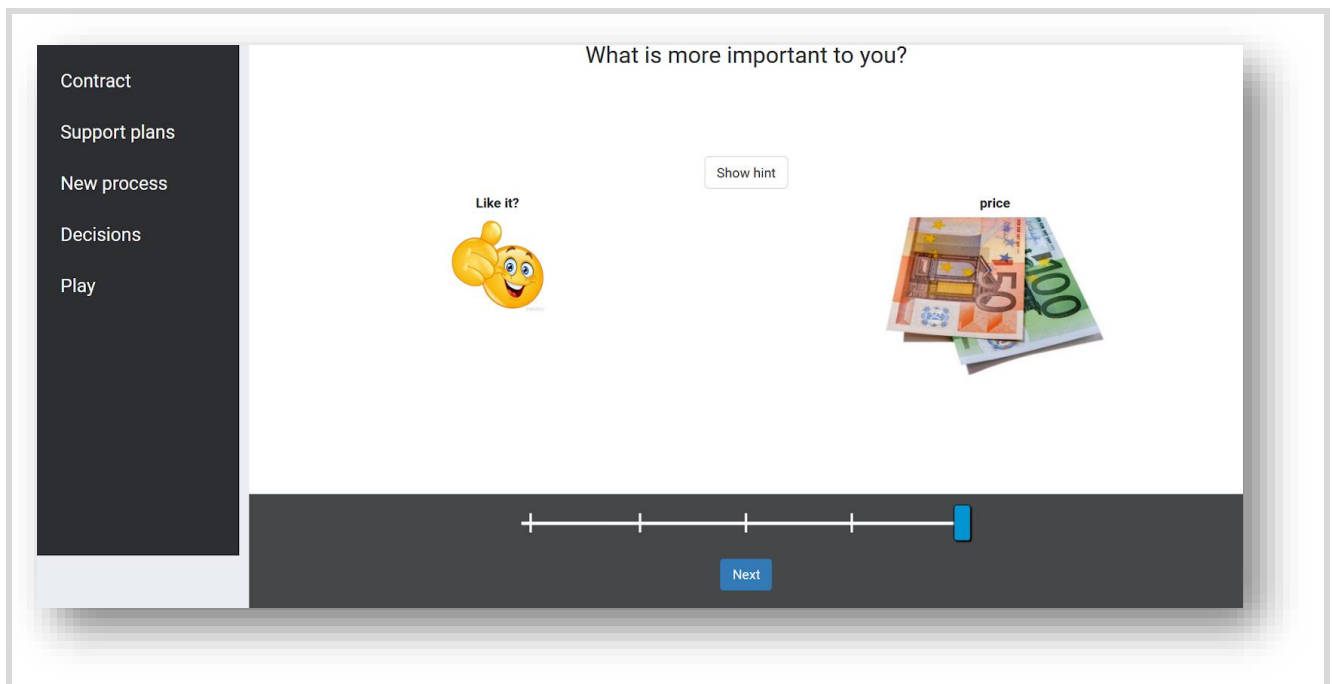 What is more important to you?
Contract
Support plans
New process
Decisions
Play
Show hint
Like it?
price
50
100
Next